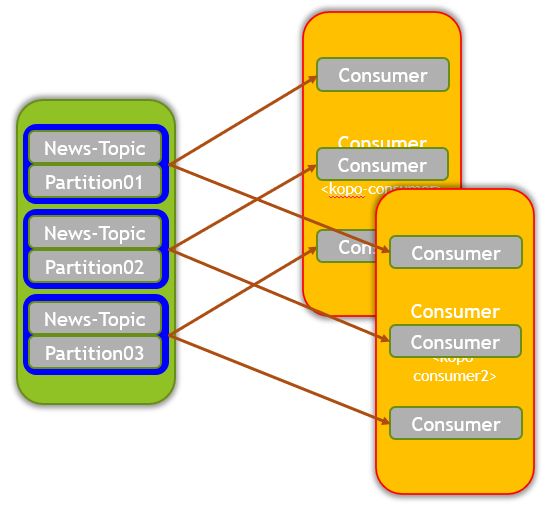 News-Topic
Partition01
News-Topic
Partition02
News-Topic
Partition03
Consumer
Consumer
Consumer
<kopo-consumer>
Consumer
Consumer
Consumer
<kopo
consumer2>
Consumer